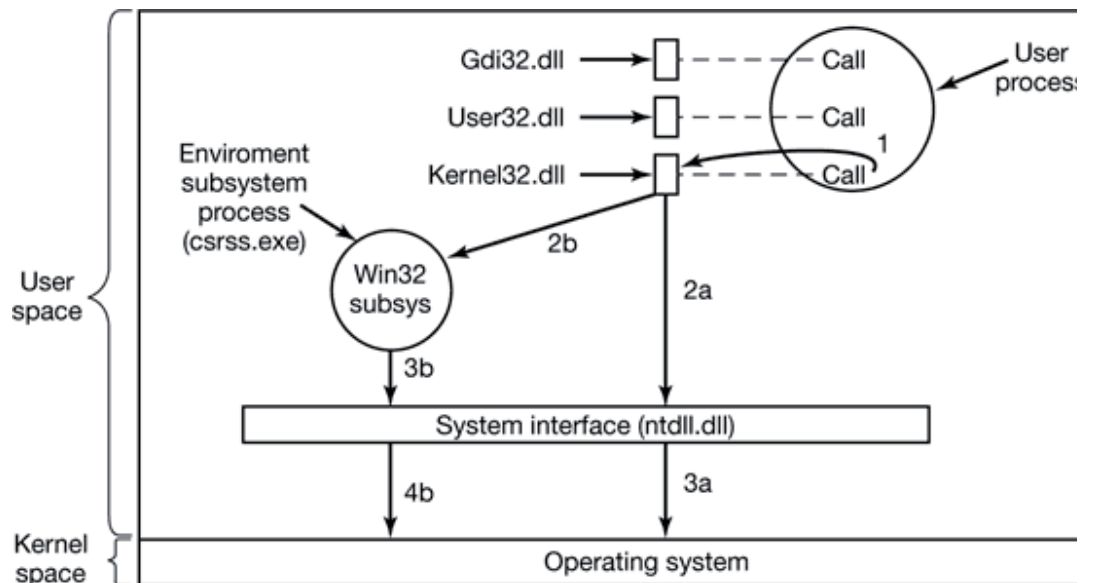 Gdi32.dll
Call
User
process
User32.dll
Call
1
Enviroment
subsystem
process
(csrss.exe)
Kernel32.dll
Call
2b
Win32
subsys
2a
User
space
3b
System interface (ntdll.dll)
4b
3a
Kernel
space
Operating system